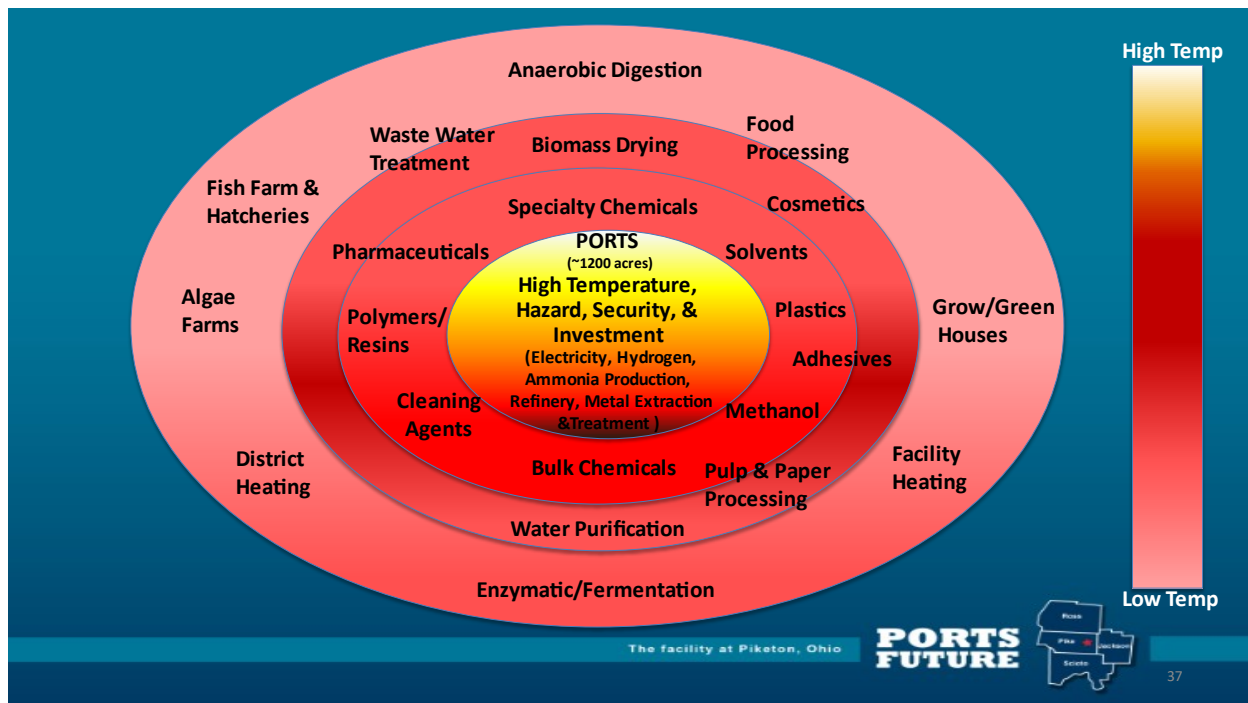 High Temp
Anaerobic Digestion
Waste Water
Treatment
Biomass Drying
Food
Processing
Fish Farm &
Hatcheries
Specialty Chemicals
Cosmetics
Pharmaceuticals
PORTS
(~1200 acres)
High Temperature,
Hazard, Security, &
Investment
(Electricity, Hydrogen,
Ammonia Production,
Refinery, Metal Extraction
&Treatment )
Solvents
Algae
Farms
Polymers/
Resins
Plastics
Grow/Green
Houses
Adhesives
Cleaning
Agents
Methanol
District
Heating
Bulk Chemicals
Pulp & Paper
Processing
Facility
Heating
Water Purification
Enzymatic/Fermentation
Low Temp
The facility at Piketon, Ohio
PORTS
FUTURE
Ross
Pike
Jackson
Scioto
37